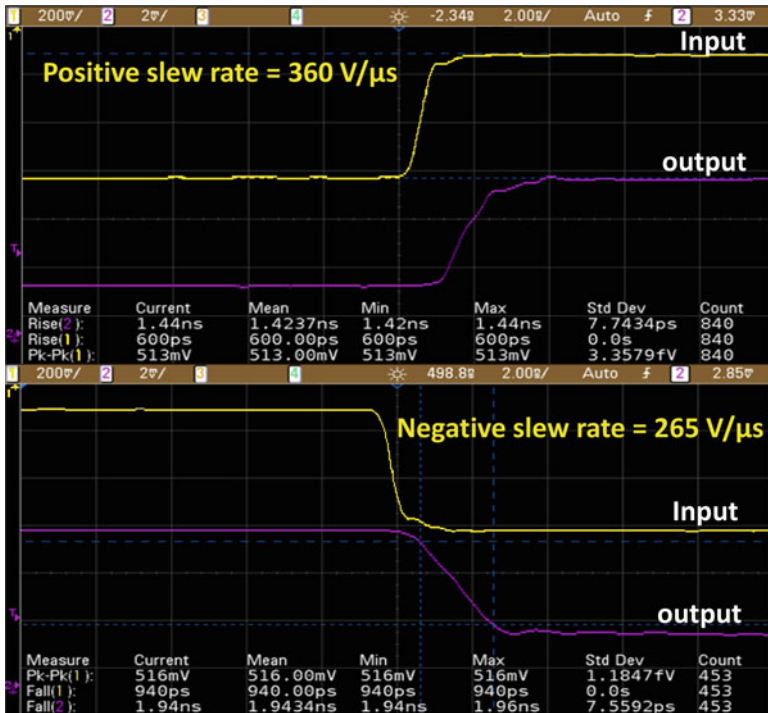 1 200▽/ 2 2▽/ 3 4 -2.34s 2.00s/ Auto 2 3.33▽
Input
Positive slew rate = 360 V/µs
output
Measure Current Mean Min Max Std Dev Count
Rise(2): 1.44ns 1.4237ns 1.42ns 1.44ns 7.7434ps 840
Rise(1): 600ps 600.00ps 600ps 600ps 0.0s 840
Pk-Pk(1): 513mV 513.00mV 513mV 513mV 3.3579fV 840
1 200▽/ 2 2▽/ 3 4 498.8s 2.00s/ Auto 2 2.85▽
Negative slew rate = 265 V/µs
Input
output
Measure Current Mean Min Max Std Dev Count
Pk-Pk(1): 516mV 516.00mV 516mV 516mV 1.1847fV 453
Fall(1): 940ps 940.00ps 940ps 940ps 0.0s 453
Fall(2): 1.94ns 1.9434ns 1.94ns 1.96ns 7.5592ps 453